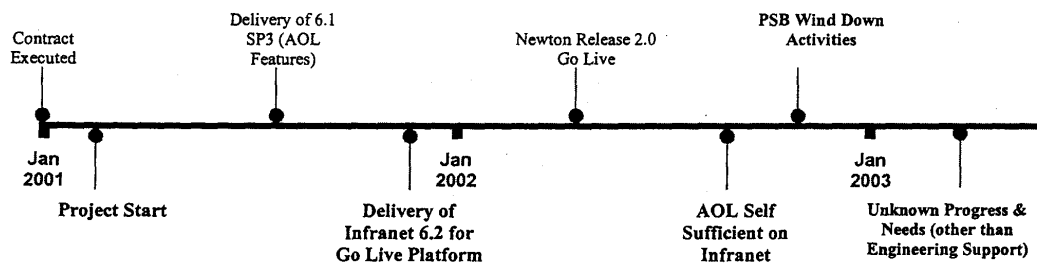 Contract
Executed
Delivery of 6.1
SP3 (AOL
Features)
Newton Release 2.0
Go Live
PSB Wind Down
Activities
Jan
2001
Jan
2002
Jan
2003
Project Start
Delivery of
Infranet 6.2 for
Go Live Platform
AOL Self
Sufficient on
Infranet
Unknown Progress &
Needs (other than
Engineering Support)